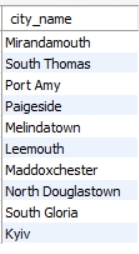 city_name
Mirandamouth
South Thomas
Port Amy
Paigeside
Melindatown
Leemouth
Maddoxchester
North Douglastown
South Gloria
Kyiv